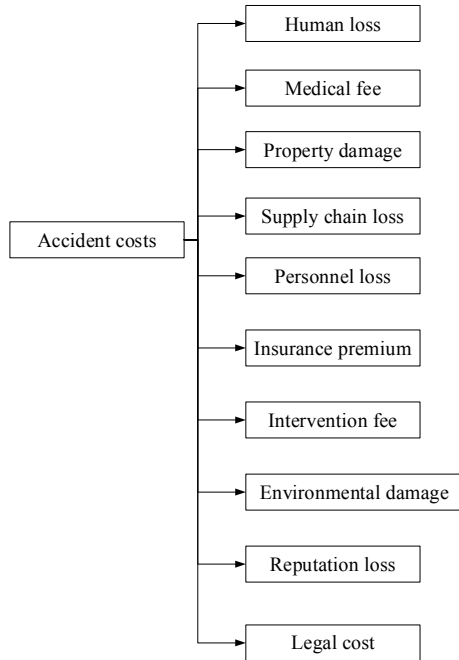 Human loss
Medical fee
Property damage
Supply chain loss
Accident costs
Personnel loss
Insurance premium
Intervention fee
Environmental damage
Reputation loss
Legal cost